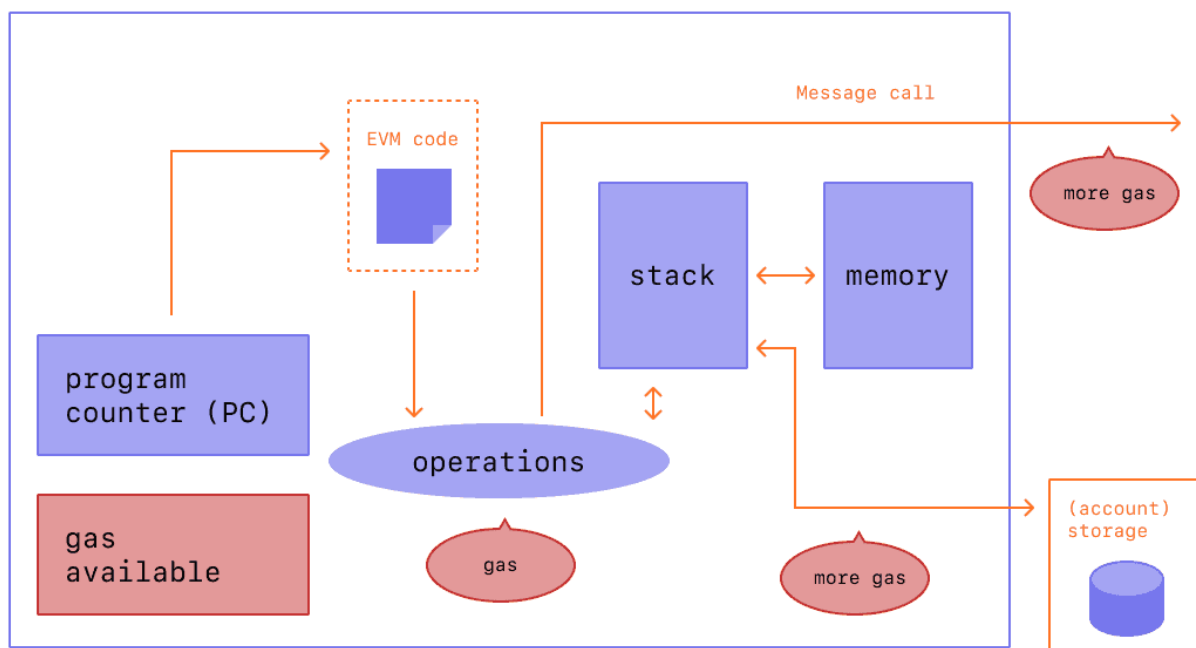 Message call
EVM code
more gas
stack
memory
program
counter (PC)
operations
gas
available
gas
more gas
(account)
storage